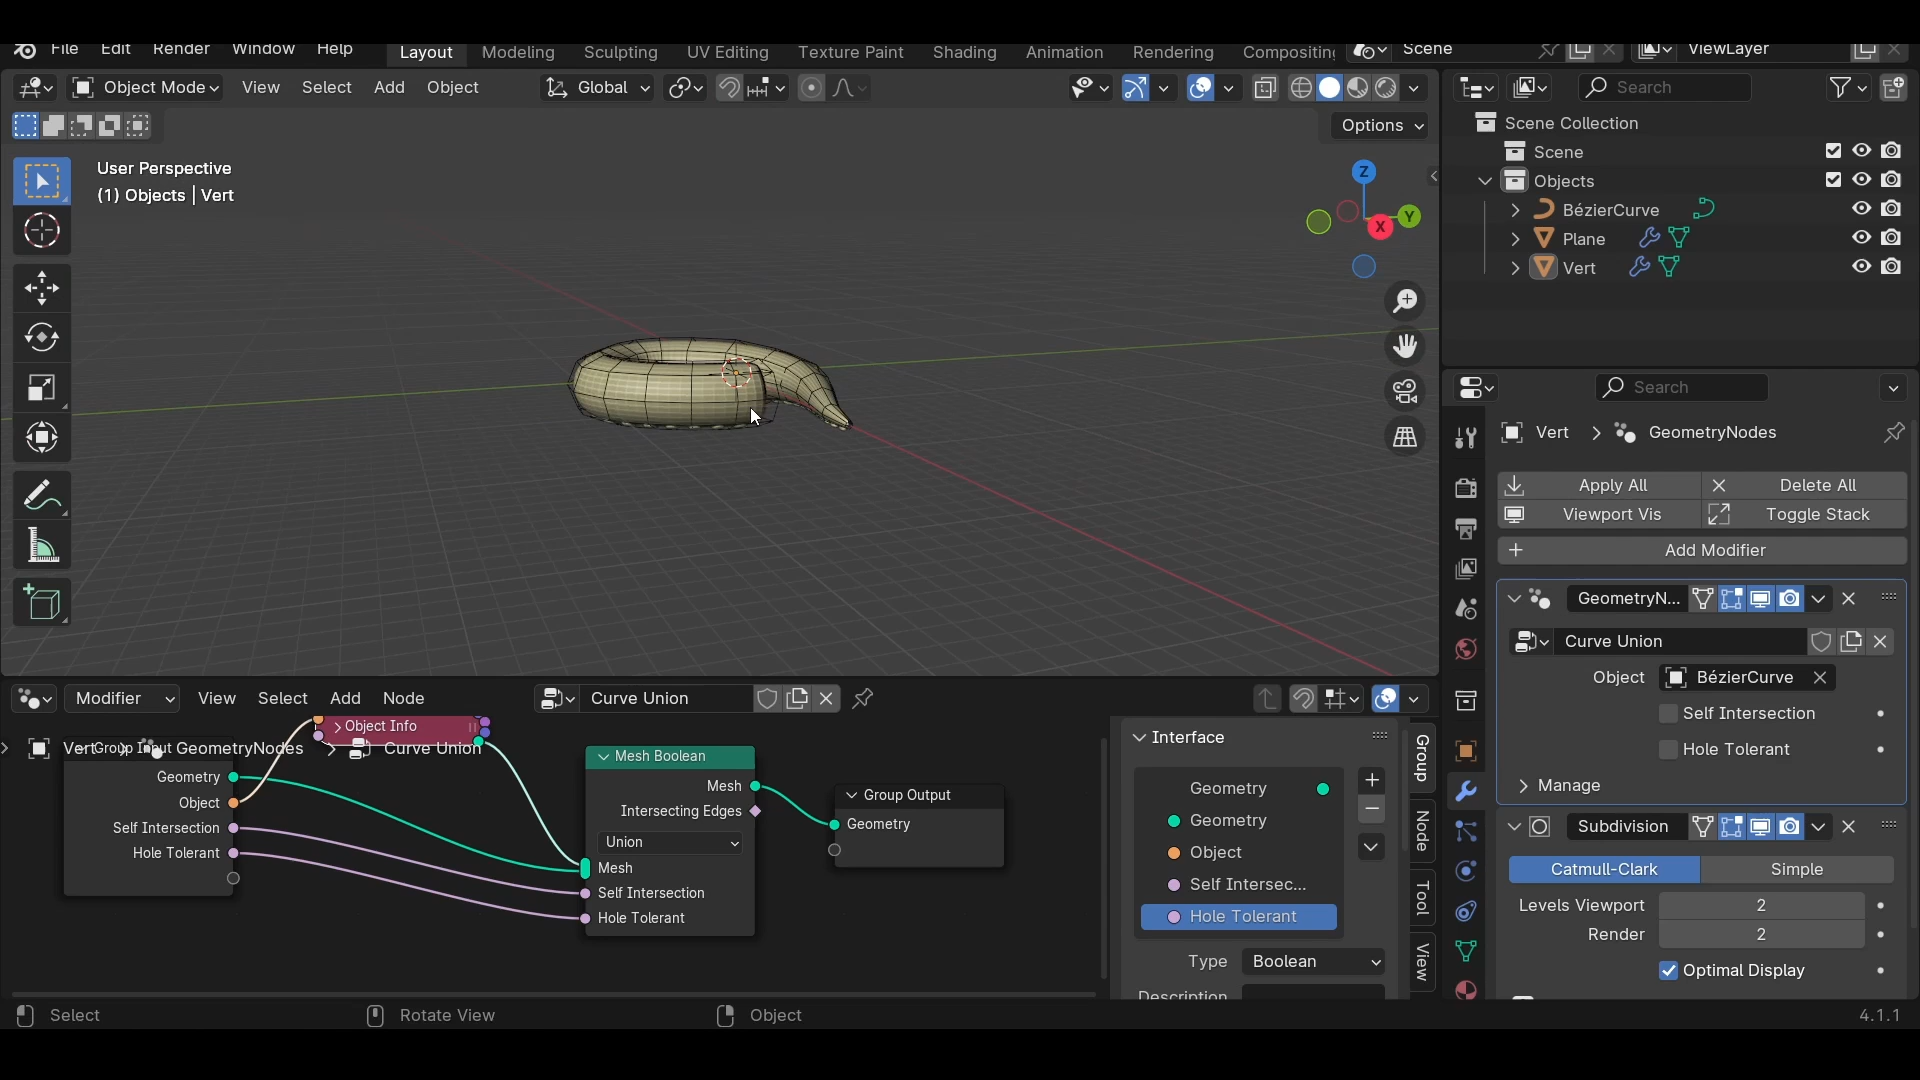 File Edit Render Window Help Layout Modeling Sculpting UV Editing Texture Paint Shading Animation Rendering Compositin Scene ViewLayer
Object Mode View Select Add Object Global
Options
User Perspective
(1) Objects | Vert
Z
Y
X
Search
Scene Collection
Scene
Objects
BézierCurve
Plane
Vert
Search
Vert > GeometryNodes
Apply All Delete All
Viewport Vis Toggle Stack
Add Modifier
GeometryN...
Curve Union
Object BézierCurve
Self Intersection
Hole Tolerant
Manage
Subdivision
Catmull-Clark Simple
Levels Viewport 2
Render 2
Optimal Display
Modifier View Select Add Node Curve Union
Vert > GeometryNodes > Curve Union
Object Info
Group Input
Geometry
Object
Self Intersection
Hole Tolerant
Mesh Boolean
Mesh
Intersecting Edges
Union
Mesh
Self Intersection
Hole Tolerant
Group Output
Geometry
Interface
Geometry
Geometry
Object
Self Intersec...
Hole Tolerant
Type Boolean
Description
Group
Node
Tool
View
Select Rotate View Object 4.1.1